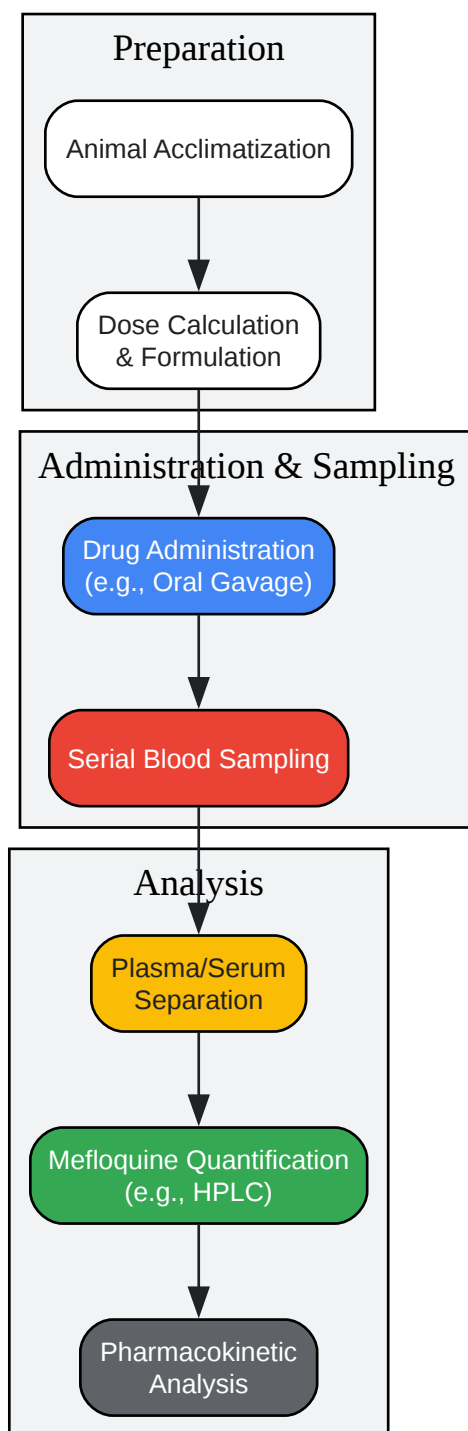 Preparation
Animal Acclimatization
Dose Calculation
& Formulation
Administration & Sampling
Drug Administration
(e.g., Oral Gavage)
Serial Blood Sampling
Analysis
Plasma/Serum
Separation
Mefloquine Quantification
(e.g., HPLC)
Pharmacokinetic
Analysis